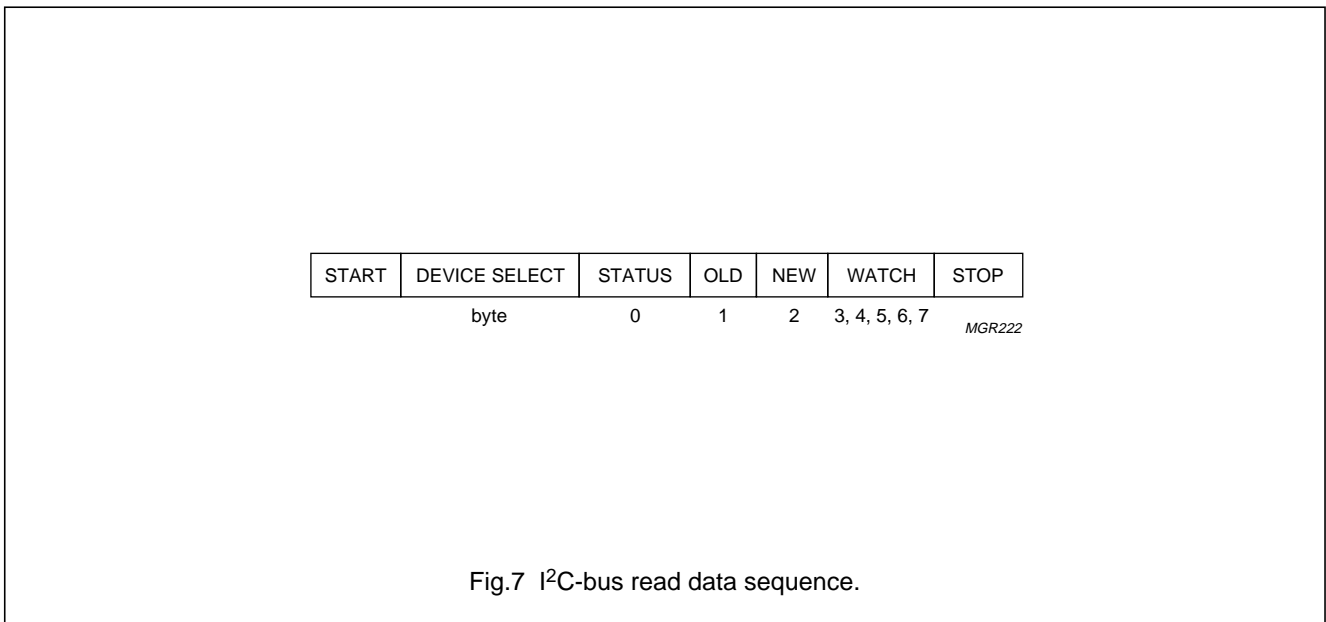 START DEVICE SELECT STATUS OLD NEW WATCH STOP
byte 0 1 2 3, 4, 5, 6, 7
MGR222
Fig.7 I²C-bus read data sequence.